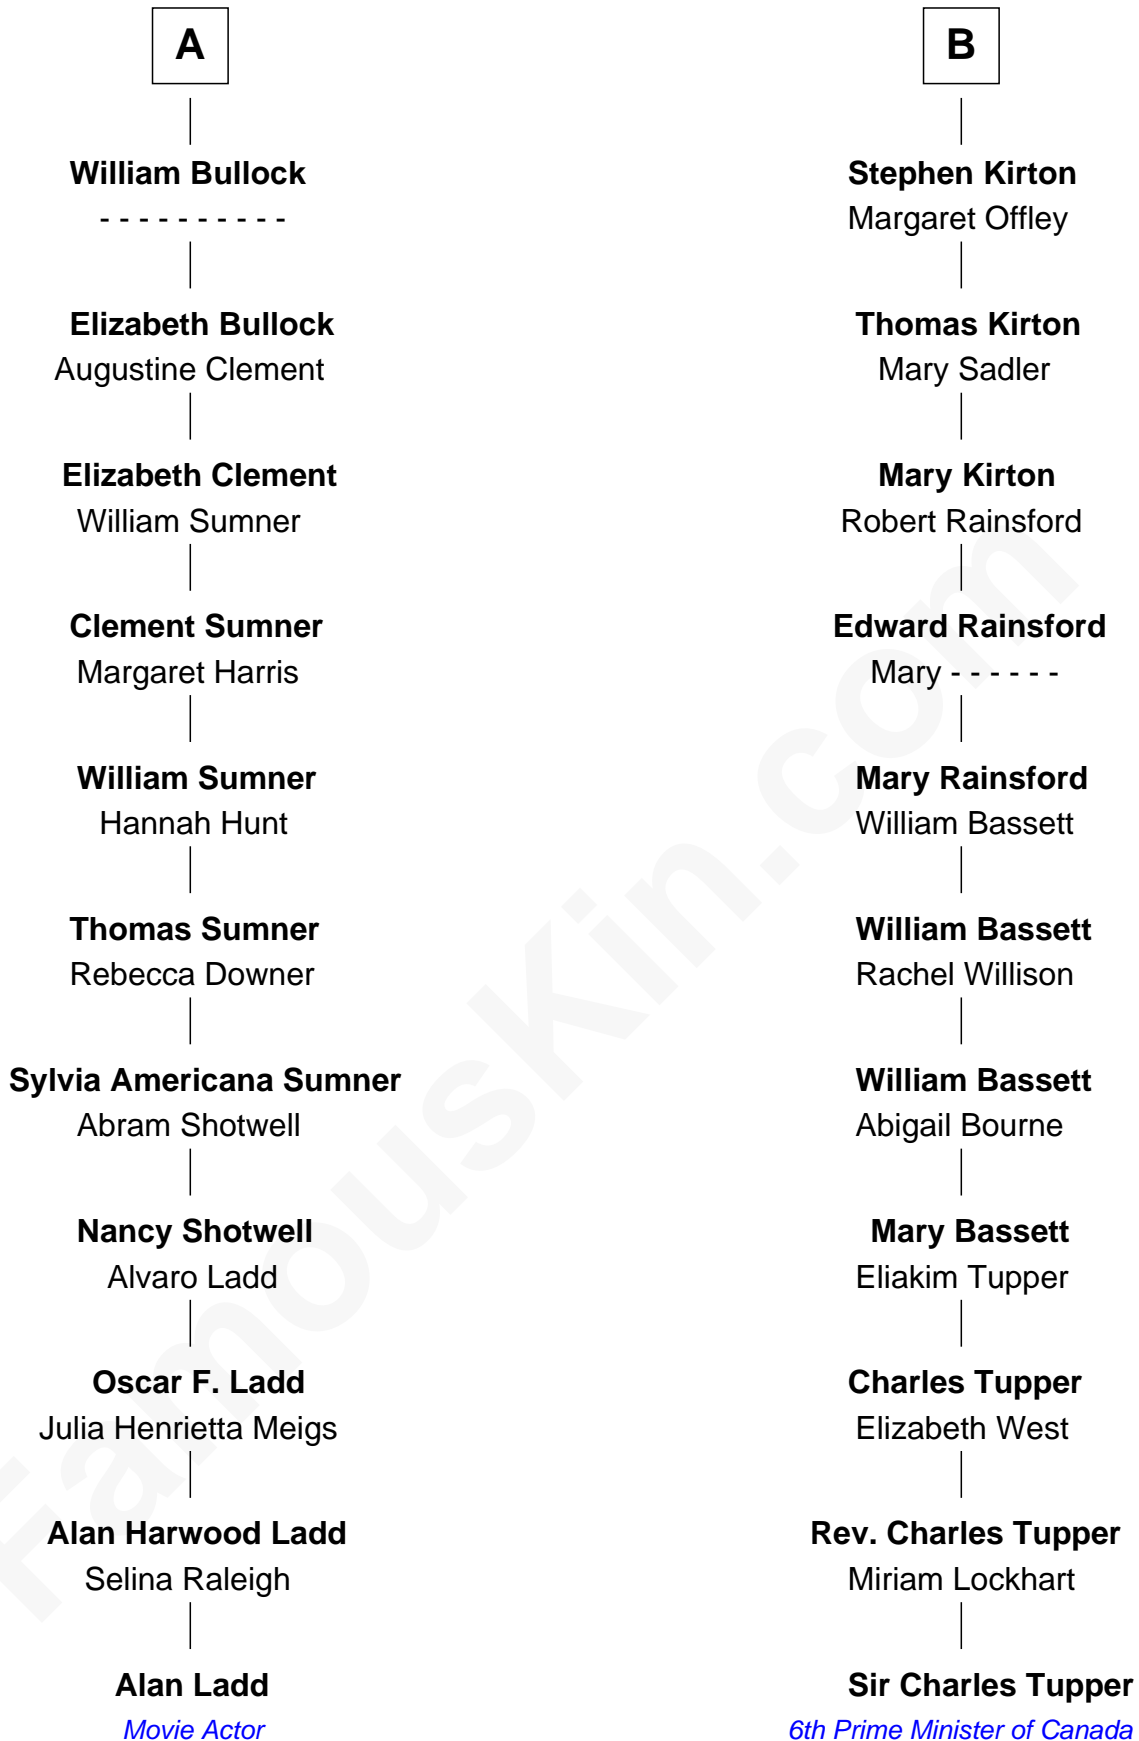 A
William Bullock
- - - - - - - - - -
Elizabeth Bullock
Augustine Clement
Elizabeth Clement
William Sumner
Clement Sumner
Margaret Harris
William Sumner
Hannah Hunt
Thomas Sumner
Rebecca Downer
Sylvia Americana Sumner
Abram Shotwell
Nancy Shotwell
Alvaro Ladd
Oscar F. Ladd
Julia Henrietta Meigs
Alan Harwood Ladd
Selina Raleigh
Alan Ladd
Movie Actor
B
Stephen Kirton
Margaret Offley
Thomas Kirton
Mary Sadler
Mary Kirton
Robert Rainsford
Edward Rainsford
Mary - - - - - -
Mary Rainsford
William Bassett
William Bassett
Rachel Willison
William Bassett
Abigail Bourne
Mary Bassett
Eliakim Tupper
Charles Tupper
Elizabeth West
Rev. Charles Tupper
Miriam Lockhart
Sir Charles Tupper
6th Prime Minister of Canada
FamousKin.com